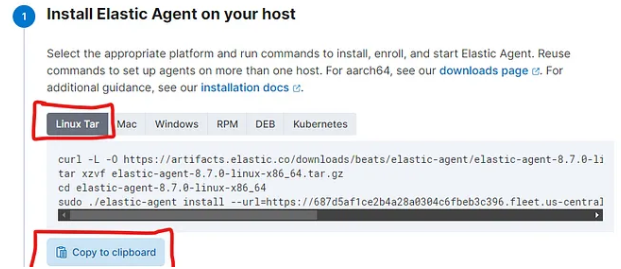 1
Install Elastic Agent on your host
Select the appropriate platform and run commands to install, enroll, and start Elastic Agent. Reuse
commands to set up agents on more than one host. For aarch64, see our downloads page. For
additional guidance, see our installation docs.
Linux Tar Mac Windows RPM DEB Kubernetes
curl -L -O https://artifacts.elastic.co/downloads/beats/elastic-agent/elastic-agent-8.7.0-li
tar xzvf elastic-agent-8.7.0-linux-x86_64.tar.gz
cd elastic-agent-8.7.0-linux-x86_64
sudo ./elastic-agent install --url=https://687d5af1ce2b4a28a0304c6fbeb3c396.fleet.us-central
Copy to clipboard